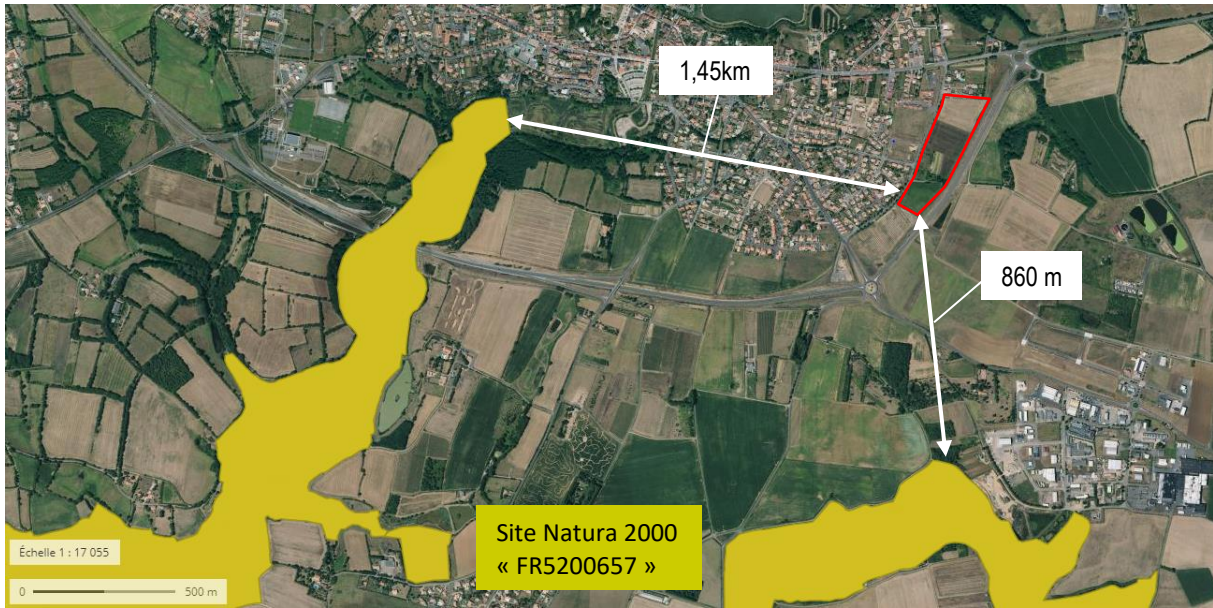 1,45km
860 m
Site Natura 2000
« FR5200657 »
Échelle 1 : 17 055
0 500 m